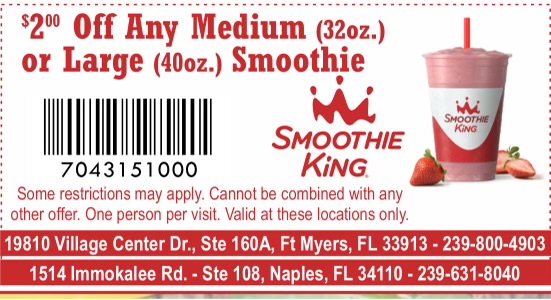 $2.00 Off Any Medium (32oz.)
or Large (40oz.) Smoothie
7043151000
SMOOTHIE
KING
SMOOTHIE
KING
Some restrictions may apply. Cannot be combined with any
other offer. One person per visit. Valid at these locations only.
19810 Village Center Dr., Ste 160A, Ft Myers, FL 33913 - 239-800-4903
1514 Immokalee Rd. - Ste 108, Naples, FL 34110 - 239-631-8040